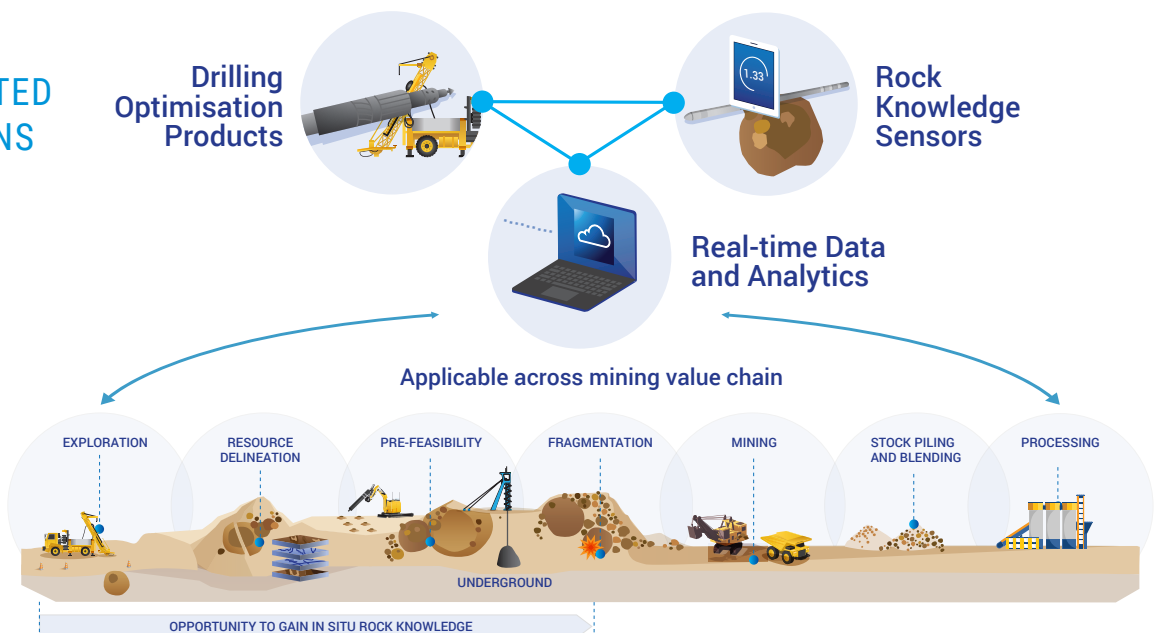 TED
NS
Drilling
Optimisation
Products
1.33
Rock
Knowledge
Sensors
Real-time Data
and Analytics
Applicable across mining value chain
EXPLORATION
RESOURCE
DELINEATION
PRE-FEASIBILITY
FRAGMENTATION
MINING
STOCK PILING
AND BLENDING
PROCESSING
UNDERGROUND
OPPORTUNITY TO GAIN IN SITU ROCK KNOWLEDGE